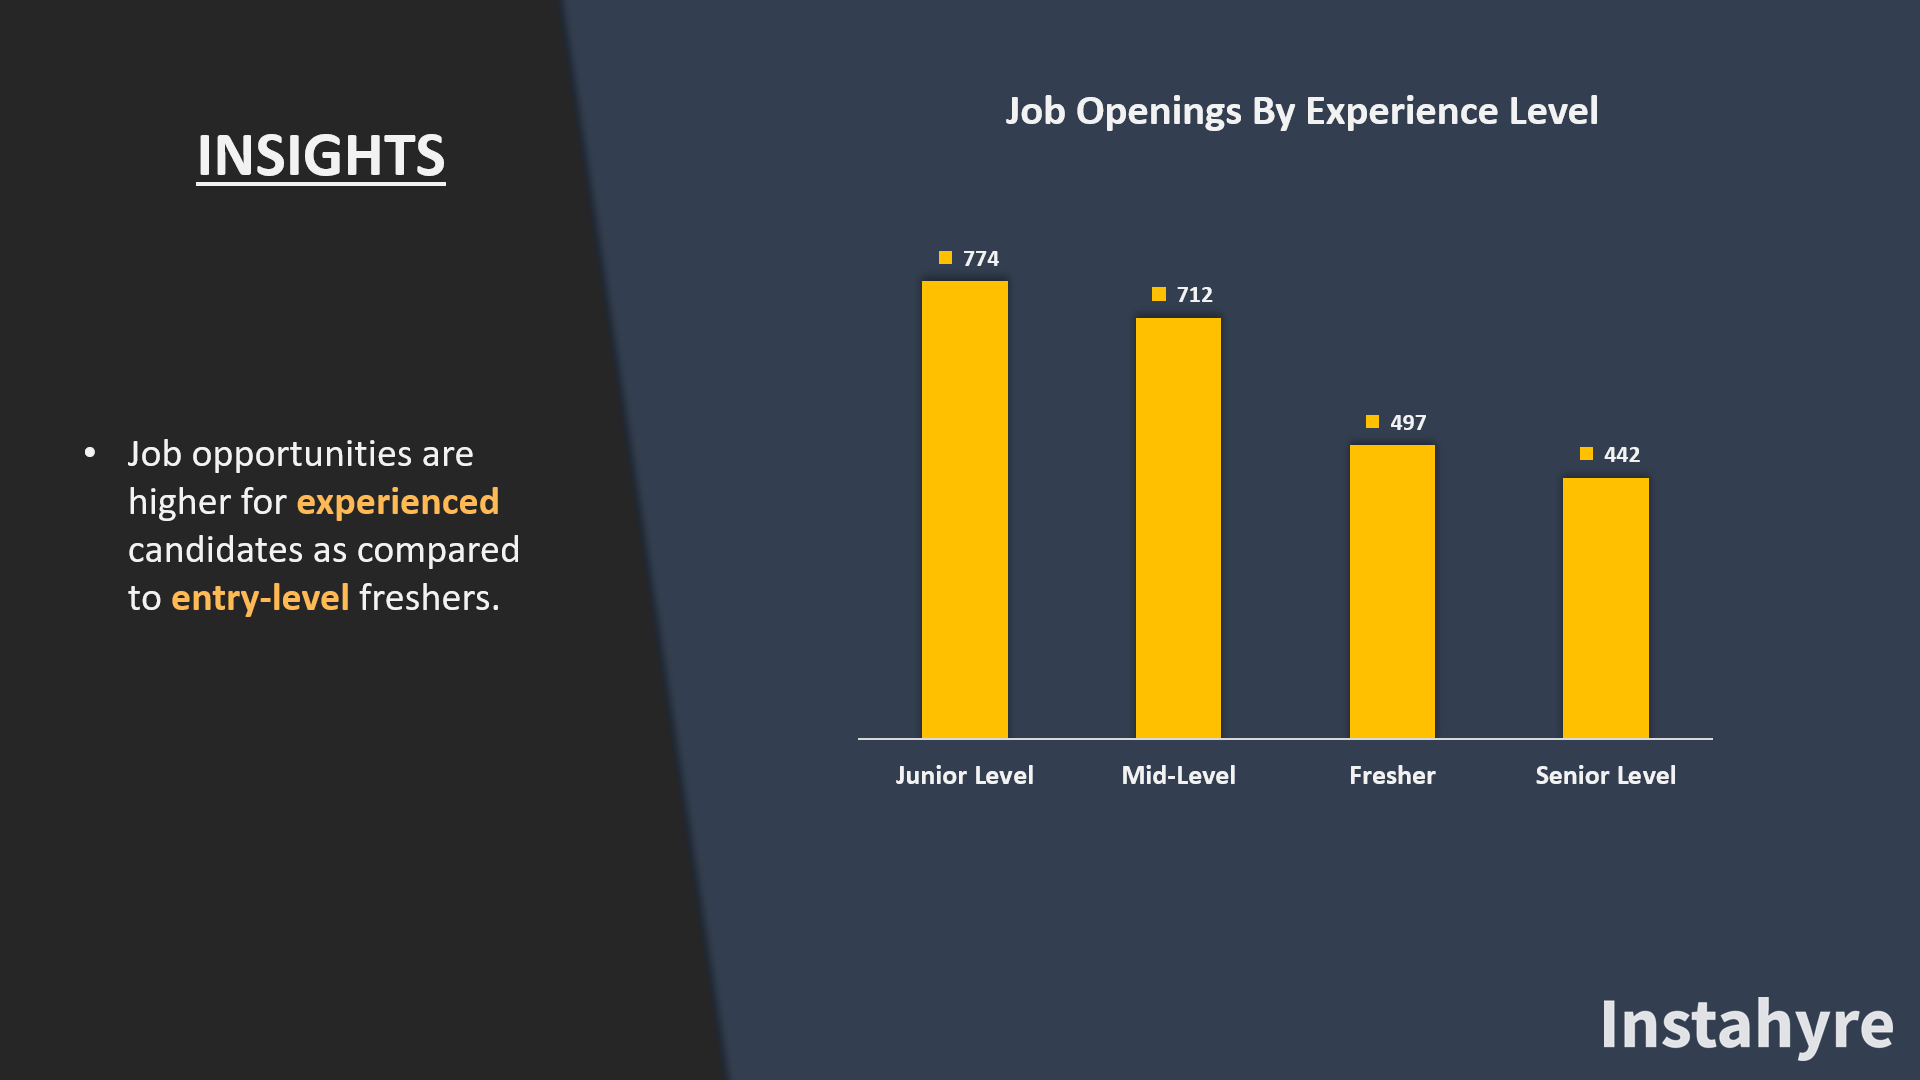 INSIGHTS
• Job opportunities are
higher for experienced
candidates as compared
to entry-level freshers.
Job Openings By Experience Level
774
712
497
442
Junior Level
Mid-Level
Fresher
Senior Level
Instahyre